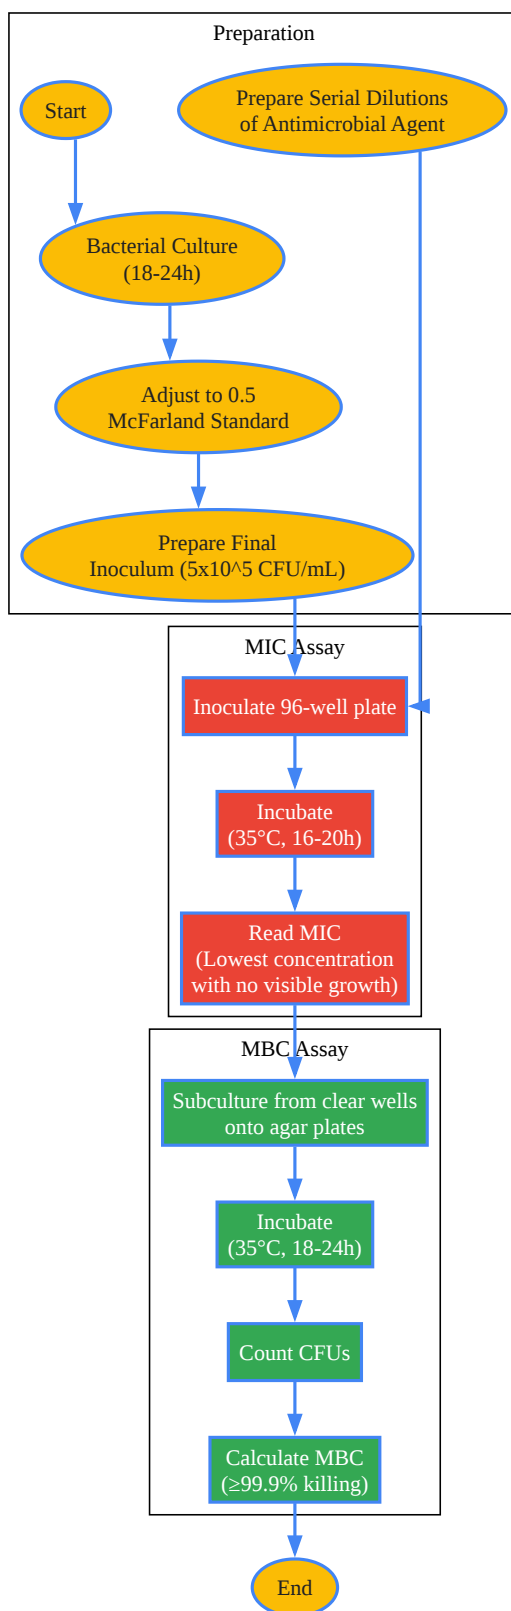 Preparation
Start
Prepare Serial Dilutions
of Antimicrobial Agent
Bacterial Culture
(18-24h)
Adjust to 0.5
McFarland Standard
Prepare Final
Inoculum (5x10^5 CFU/mL)
MIC Assay
Inoculate 96-well plate
Incubate
(35°C, 16-20h)
Read MIC
(Lowest concentration
with no visible growth)
MBC Assay
Subculture from clear wells
onto agar plates
Incubate
(35°C, 18-24h)
Count CFUs
Calculate MBC
(≥99.9% killing)
End